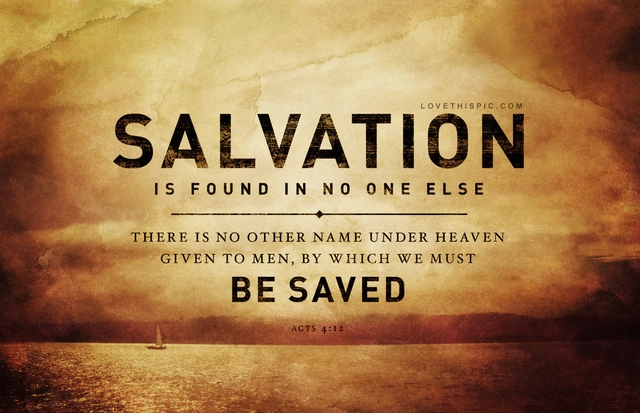 LOVETHISPIC.COM
SALVATION
IS FOUND IN NO ONE ELSE
THERE IS NO OTHER NAME UNDER HEAVEN
GIVEN TO MEN, BY WHICH WE MUST
BE SAVED
ACTS 4:12